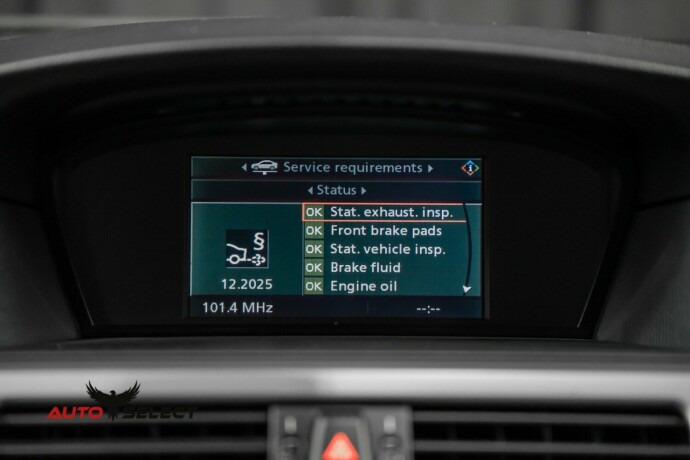 Service requirements
Status
OK Stat. exhaust. insp.
OK Front brake pads
§
OK Stat. vehicle insp.
OK Brake fluid
12.2025
OK Engine oil
101.4 MHz --:--
AUTO SELECT